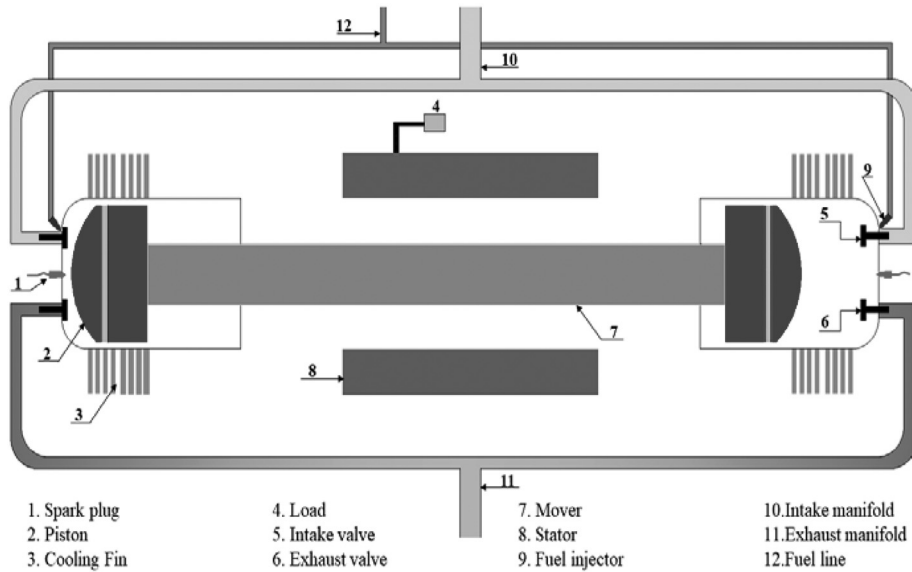 12
10
4
9
5
1
6
7
2
8
3
11
1. Spark plug
2. Piston
3. Cooling Fin
4. Load
5. Intake valve
6. Exhaust valve
7. Mover
8. Stator
9. Fuel injector
10.Intake manifold
11.Exhaust manifold
12.Fuel line